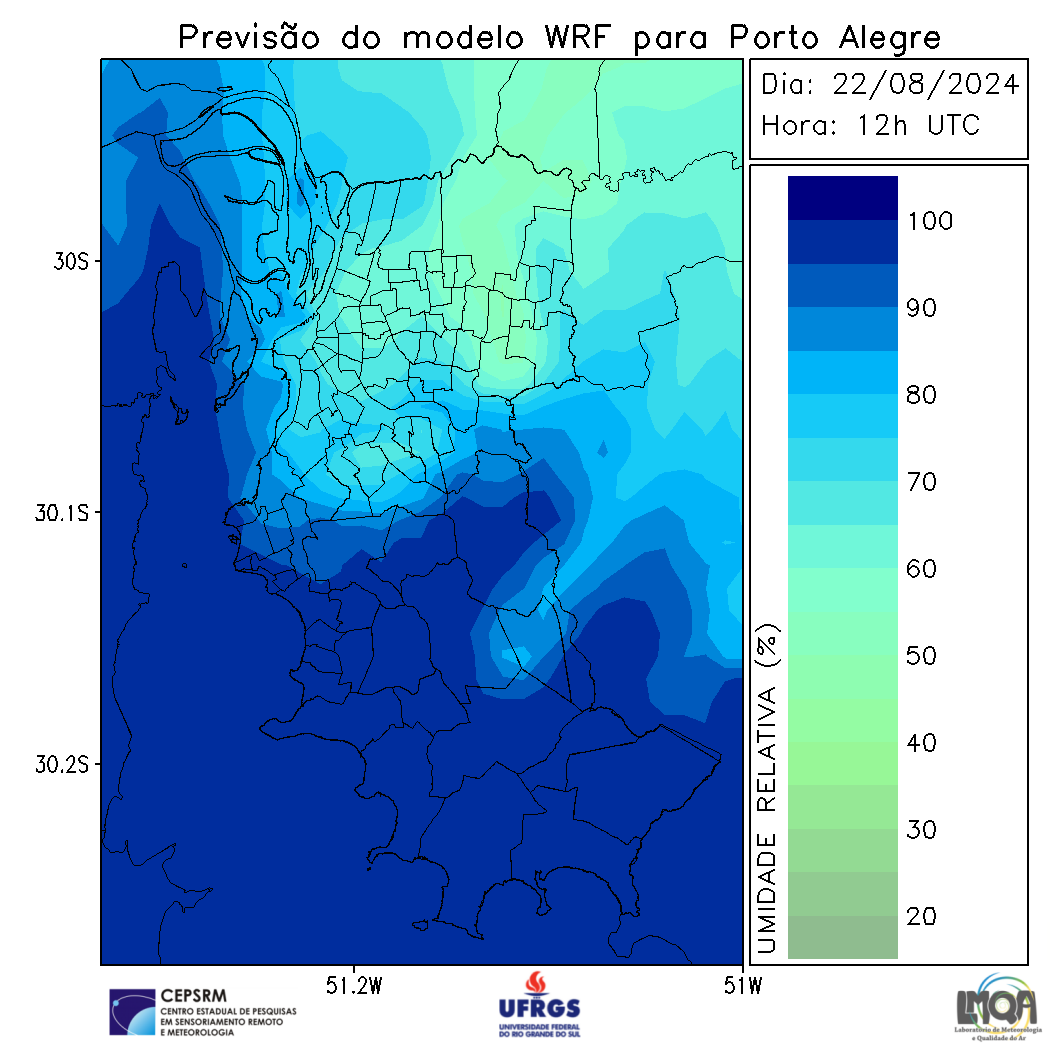 Previsão do modelo WRF para Porto Alegre
Dia: 22/08/2024
Hora: 12h UTC
100
90
80
70
60
50
40
30
20
UMIDADE RELATIVA (%)
30S
30.1S
30.2S
51.2W
51W
CEPSRM
CENTRO ESTADUAL DE PESQUISAS
EM SENSORIAMENTO REMOTO
E METEOROLOGIA
UFRGS
UNIVERSIDADE FEDERAL
DO RIO GRANDE DO SUL
LMQA
Laboratório de Meteorologia
e Qualidade do Ar